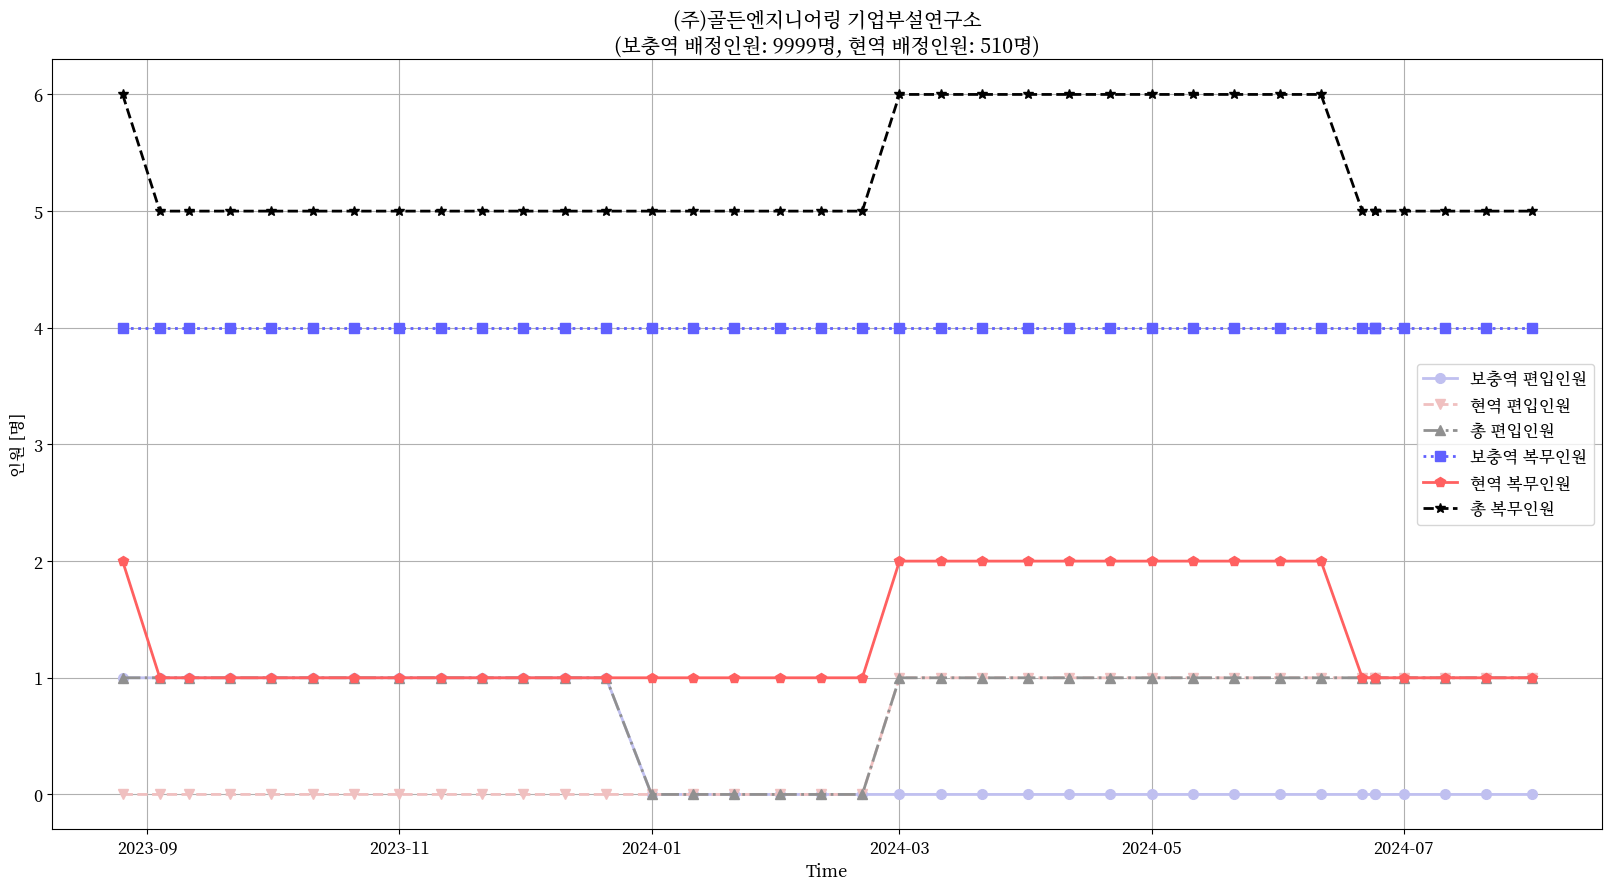 (주)골든엔지니어링 기업부설연구소
(보충역 배정인원: 9999명, 현역 배정인원: 510명)
인원 [명]
6
5
4
3
2
1
0
보충역 편입인원
현역 편입인원
총 편입인원
보충역 복무인원
현역 복무인원
총 복무인원
2023-09
2023-11
2024-01
2024-03
2024-05
2024-07
Time